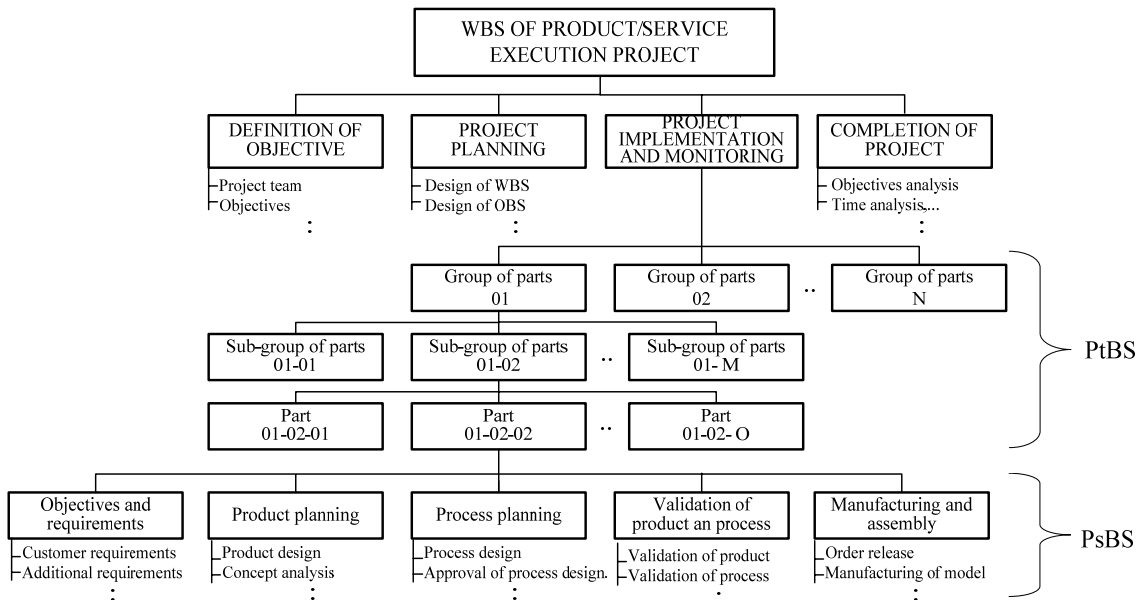 WBS OF PRODUCT/SERVICE
EXECUTION PROJECT
DEFINITION OF
OBJECTIVE
Project team
Objectives
:
PROJECT
PLANNING
Design of WBS
Design of OBS
:
PROJECT
IMPLEMENTATION
AND MONITORING
COMPLETION OF
PROJECT
Objectives analysis
Time analysis,...
:
Group of parts
01
Group of parts
02
..
Group of parts
N
Sub-group of parts
01-01
Sub-group of parts
01-02
..
Sub-group of parts
01- M
Part
01-02-01
Part
01-02-02
..
Part
01-02- O
PtBS
Objectives and
requirements
Customer requirements
Additional requirements
:
Product planning
Product design
Concept analysis
:
Process planning
Process design
Approval of process design.
:
Validation of
product an process
Validation of product
Validation of process
:
Manufacturing and
assembly
Order release
Manufacturing of model
:
PsBS